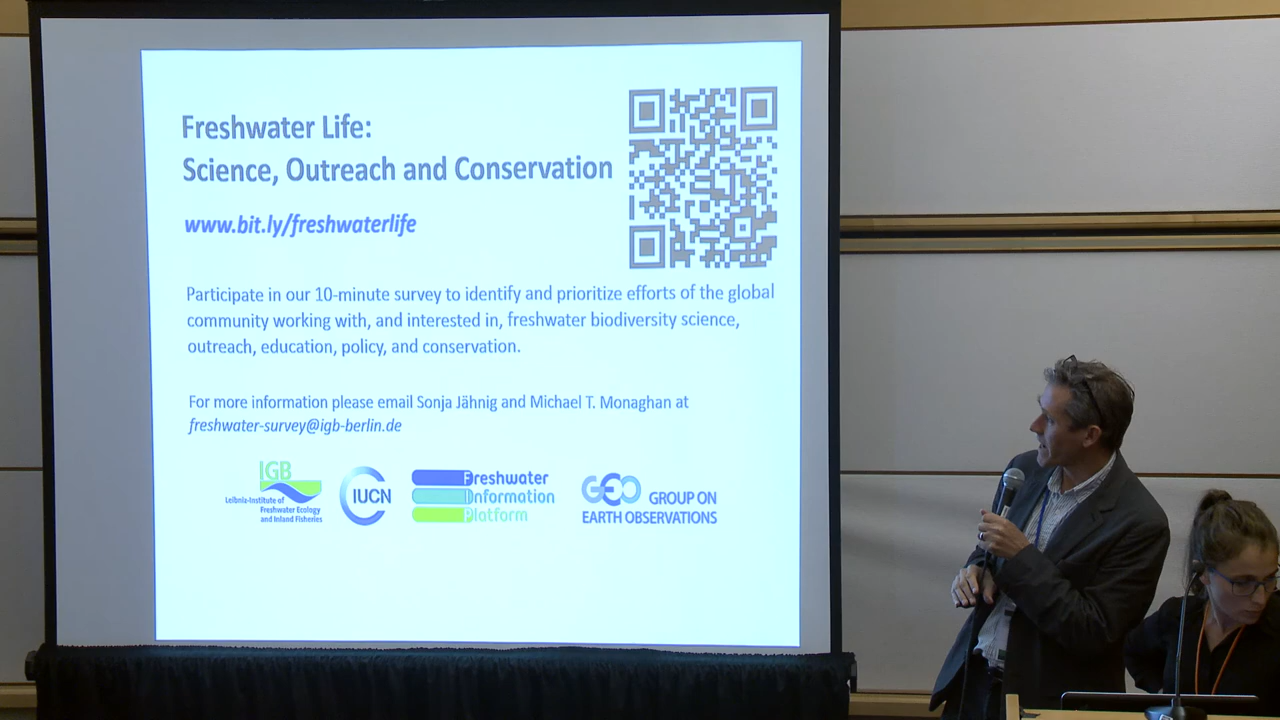 Freshwater Life:
Science, Outreach and Conservation
www.bit.ly/freshwaterlife
Participate in our 10-minute survey to identify and prioritize efforts of the global
community working with, and interested in, freshwater biodiversity science,
outreach, education, policy, and conservation.
For more information please email Sonja Jähnig and Michael T. Monaghan at
freshwater-survey@igb-berlin.de
IGB
Leibniz-Institute of
Freshwater Ecology
and Inland Fisheries
IUCN
Freshwater
Information
Platform
GEO GROUP ON
EARTH OBSERVATIONS